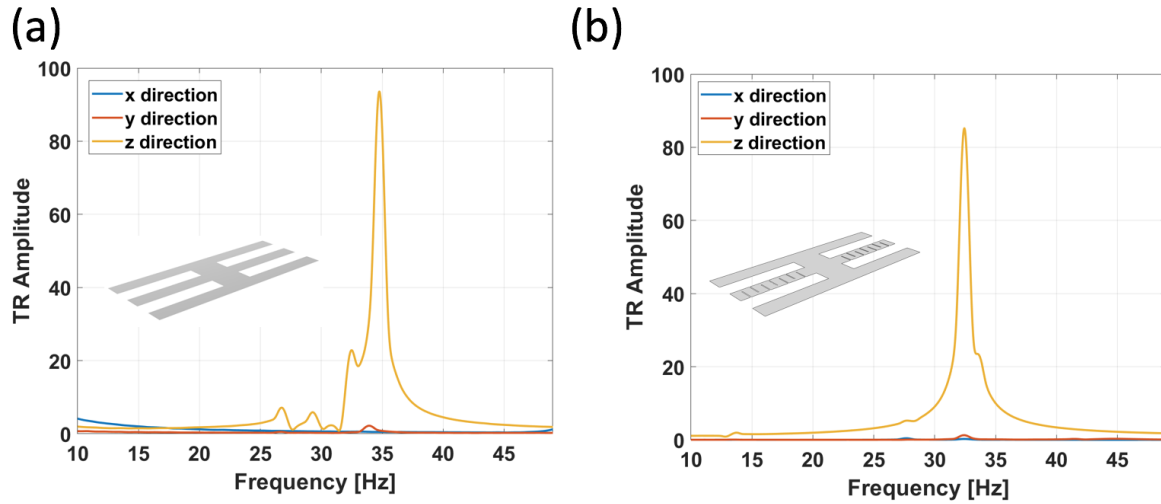 (a)
100
80
60
40
20
0
TR Amplitude
x direction
y direction
z direction
10 15 20 25 30 35 40 45
Frequency [Hz]
(b)
100
80
60
40
20
0
TR Amplitude
x direction
y direction
z direction
10 15 20 25 30 35 40 45
Frequency [Hz]